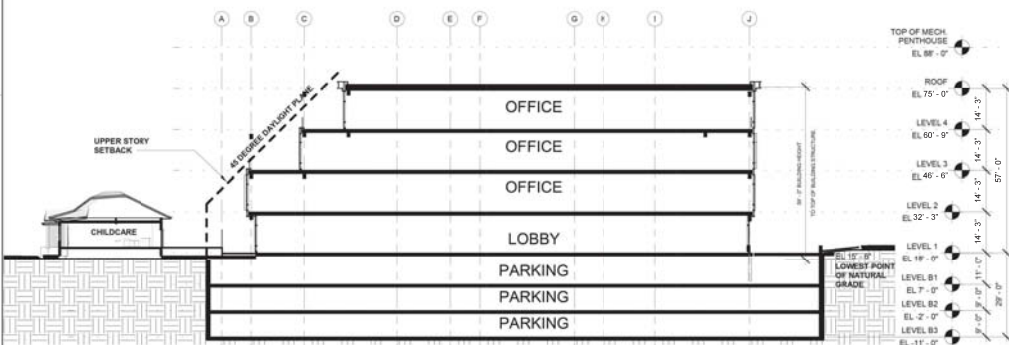 A B C D E F G H I J
TOP OF MECH.
PENTHOUSE
EL 88' - 0"
ROOF
EL 75' - 0"
14' - 3"
45 DEGREE DAYLIGHT PLANE
OFFICE
LEVEL 4
EL 60' - 9"
14' - 3"
UPPER STORY
SETBACK
OFFICE
LEVEL 3
EL 46' - 6"
14' - 3"
57' - 0"
OFFICE
LEVEL 2
EL 32' - 3"
14' - 3"
BUILDING HEIGHT
TO TOP OF BUILDING STRUCTURE
CHILDCARE
LOBBY
LEVEL 1
EL 18' - 0"
EL 15' - 8"
LOWEST POINT
OF NATURAL
GRADE
PARKING
11' - 0"
LEVEL B1
EL 7' - 0"
PARKING
9' - 0"
29' - 0"
LEVEL B2
EL -2' - 0"
PARKING
9' - 0"
LEVEL B3
EL -11' - 0"